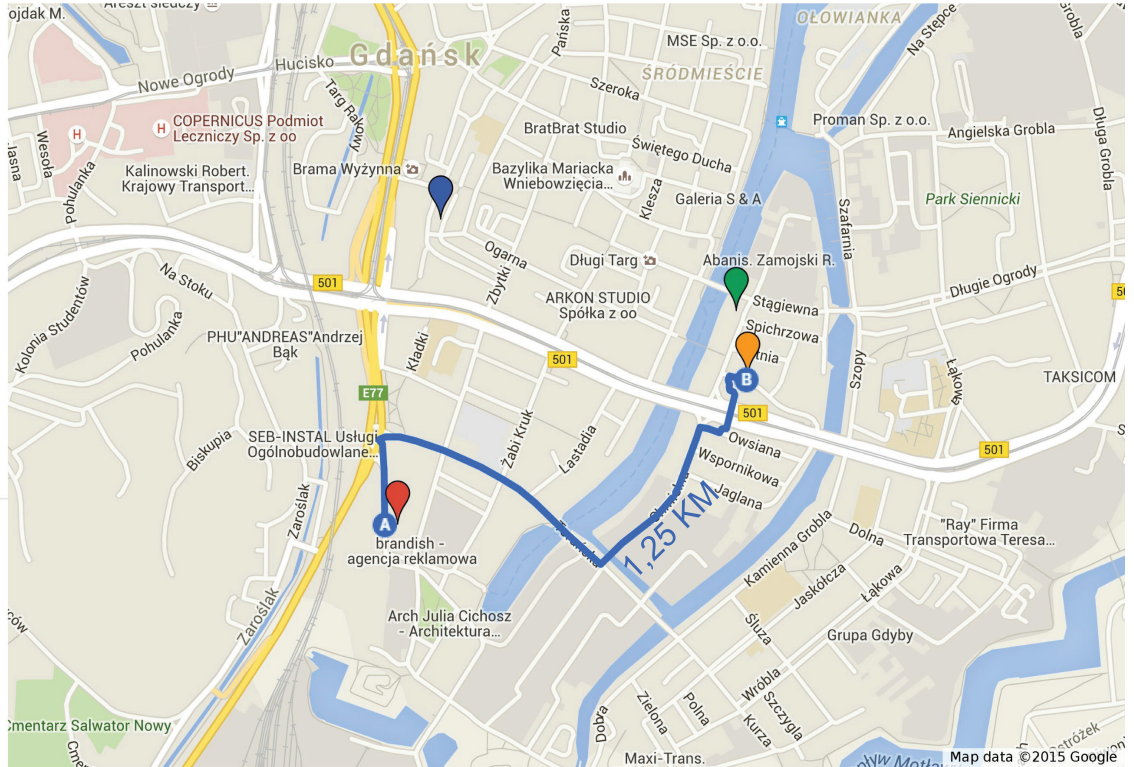 ojdak M.
Areszt śledczy
Gdańsk
Pańska
OŁOWIANKA
Na Stępce
MSE Sp. z o.o.
Hucisko
Nowe Ogrody
Targ Rakowy
Szeroka
ŚRÓDMIEŚCIE
Długa Grobla
H
COPERNICUS Podmiot
Leczniczy Sp. z oo
H
Wesoła
Jasna
BratBrat Studio
Proman Sp. z o.o.
Angielska Grobla
Świętego Ducha
Kalinowski Robert.
Krajowy Transport...
Brama Wyżynna
Bazylika Mariacka
Wniebowzięcia...
Klesza
Galeria S & A
Park Siennicki
Pohulanka
Szafarnia
Ogarna
Zbytki
Długi Targ
Abanis. Zamojski R.
Na Stoku
501
Długie Ogrody
ARKON STUDIO
Spółka z oo
Stągiewna
Spichrzowa
Kolonia Studentów
Pohulanka
PHU"ANDREAS"Andrzej
Bąk
Kładki
501
tnia
Szopy
Łąkowa
TAKSICOM
E77
B
501
501
Biskupia
SEB-INSTAL Usługi
Ogólnobudowlane...
Żabi Kruk
Lastadia
Owsiana
Wspornikowa
Jaglana
Zaroślak
A
1,25 KM
brandish -
agencja reklamowa
Toruńska
Kamienna Grobla
Dolna
"Ray" Firma
Transportowa Teresa...
Jaskółcza
Łąkowa
Zaroślak
Arch Julia Cichosz
- Architektura...
Śluza
Grupa Gdyby
Wróbla
Cmentarz Salwator Nowy
Dobra
Zielona
Polna
Kurza
Szczygla
Maxi-Trans.
Map data ©2015 Google